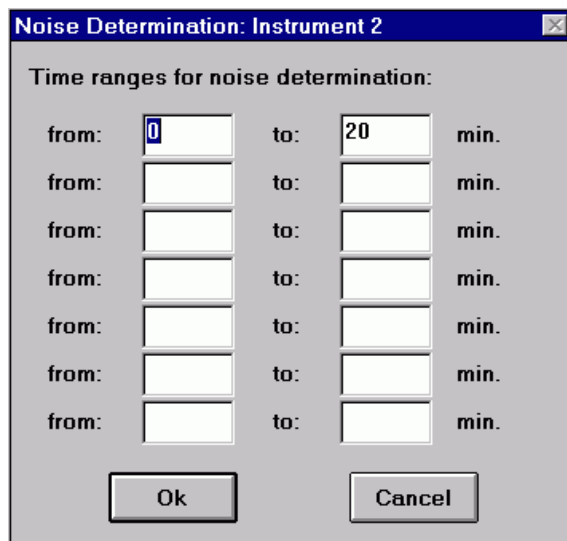 Noise Determination: Instrument 2
Time ranges for noise determination:
from: 0 to: 20 min.
from: to: min.
from: to: min.
from: to: min.
from: to: min.
from: to: min.
from: to: min.
Ok Cancel